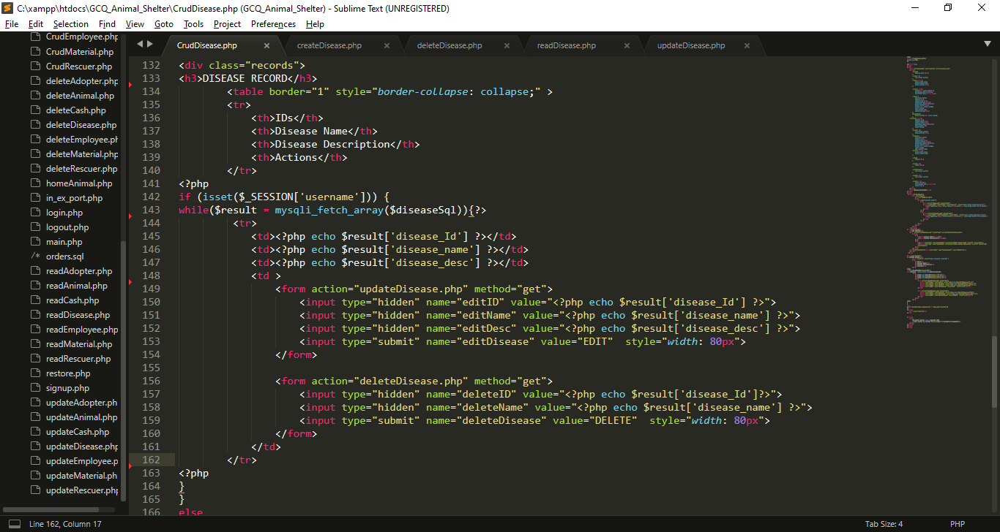 C:\xampp\htdocs\GCQ_Animal_Shelter\CrudDisease.php (GCQ_Animal_Shelter) - Sublime Text (UNREGISTERED)
File Edit Selection Find View Goto Tools Project Preferences Help
CrudEmployee.php
CrudMaterial.php
CrudRescuer.php
deleteAdopter.php
deleteAnimal.php
deleteCash.php
deleteDisease.php
deleteEmployee.ph
deleteMaterial.php
deleteRescuer.php
homeAnimal.php
in_ex_port.php
login.php
logout.php
main.php
/* orders.sql
readAdopter.php
readAnimal.php
readCash.php
readDisease.php
readEmployee.php
readMaterial.php
readRescuer.php
restore.php
signup.php
updateAdopter.ph
updateAnimal.php
updateCash.php
updateDisease.php
updateEmployee.p
updateMaterial.ph
updateRescuer.php
CrudDisease.php createDisease.php deleteDisease.php readDisease.php updateDisease.php
132 <div class="records">
133 <h3>DISEASE RECORD</h3>
134 <table border="1" style="border-collapse: collapse;" >
135 <tr>
136 <th>IDs</th>
137 <th>Disease Name</th>
138 <th>Disease Description</th>
139 <th>Actions</th>
140 </tr>
141 <?php
142 if (isset($_SESSION['username'])) {
143 while($result = mysqli_fetch_array($diseaseSql)){?>
144 <tr>
145 <td><?php echo $result['disease_Id'] ?></td>
146 <td><?php echo $result['disease_name'] ?></td>
147 <td><?php echo $result['disease_desc'] ?></td>
148 <td >
149 <form action="updateDisease.php" method="get">
150 <input type="hidden" name="editID" value="<?php echo $result['disease_Id'] ?>">
151 <input type="hidden" name="editName" value="<?php echo $result['disease_name'] ?>">
152 <input type="hidden" name="editDesc" value="<?php echo $result['disease_desc'] ?>">
153 <input type="submit" name="editDisease" value="EDIT"  style="width: 80px">
154 </form>
155
156 <form action="deleteDisease.php" method="get">
157 <input type="hidden" name="deleteID" value="<?php echo $result['disease_Id']?>">
158 <input type="hidden" name="deleteName" value="<?php echo $result['disease_name'] ?>">
159 <input type="submit" name="deleteDisease" value="DELETE"  style="width: 80px">
160 </form>
161 </td>
162 </tr>
163 <?php
164 }
165 }
166 else
Line 162, Column 17 Tab Size: 4 PHP